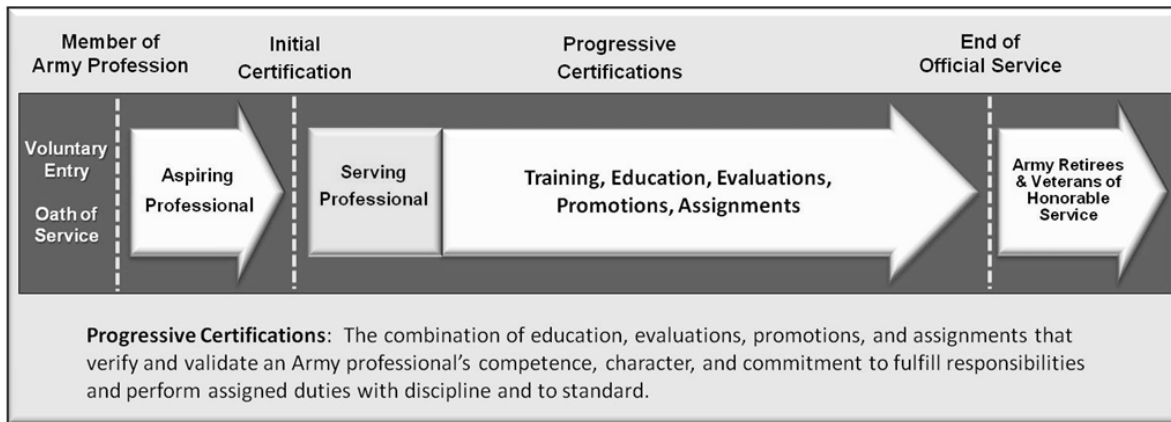 Member of
Army Profession
Initial
Certification
Progressive
Certifications
End of
Official Service
Voluntary
Entry
Oath of
Service
Aspiring
Professional
Serving
Professional
Training, Education, Evaluations,
Promotions, Assignments
Army Retirees
& Veterans of
Honorable
Service
Progressive Certifications: The combination of education, evaluations, promotions, and assignments that
verify and validate an Army professional’s competence, character, and commitment to fulfill responsibilities
and perform assigned duties with discipline and to standard.